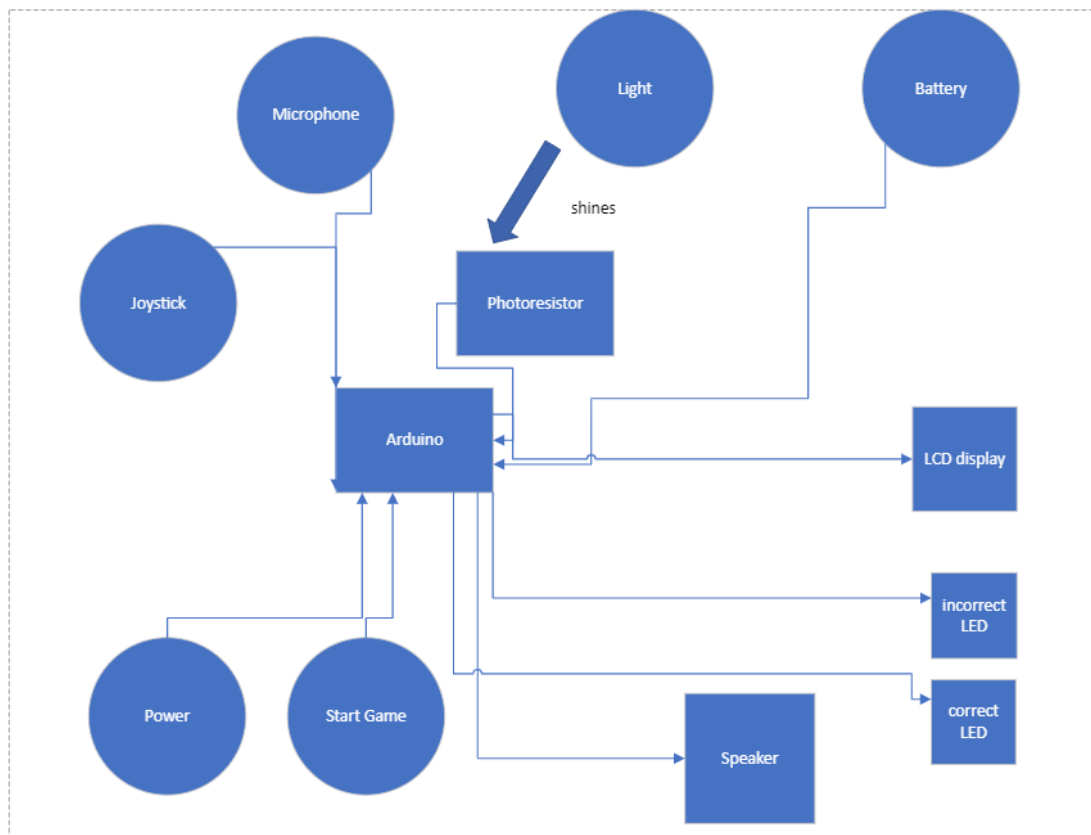 Light
Battery
Microphone
shines
Joystick
Photoresistor
Arduino
LCD display
incorrect
LED
Power
Start Game
correct
LED
Speaker